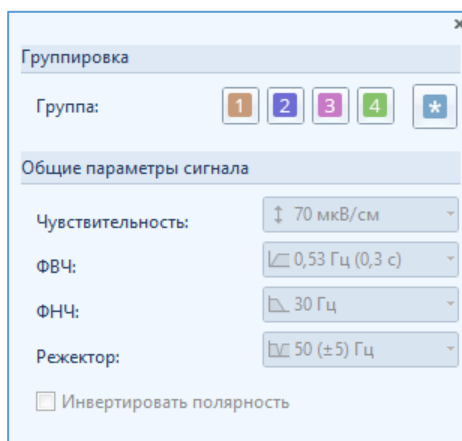 Группировка
Группа: 1 2 3 4 *
Общие параметры сигнала
Чувствительность: 70 мкВ/см
ФВЧ: 0,53 Гц (0,3 с)
ФНЧ: 30 Гц
Режектор: 50 (±5) Гц
Инвертировать полярность